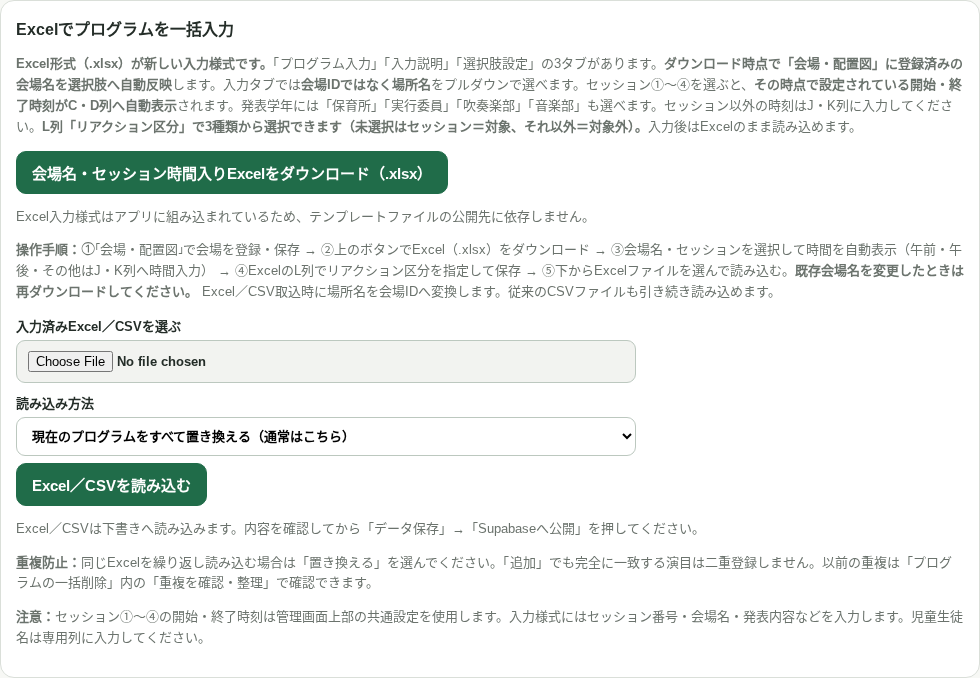 Excelでプログラムを一括入力
Excel形式（.xlsx）が新しい入力様式です。「プログラム入力」「入力説明」「選択肢設定」の3タブがあります。ダウンロード時点で「会場・配置図」に登録済みの
会場名を選択肢へ自動反映します。入力タブでは会場IDではなく場所名をプルダウンで選べます。セッション①〜④を選ぶと、その時点で設定されている開始・終
了時刻がC・D列へ自動表示されます。発表学年には「保育所」「実行委員」「吹奏楽部」「音楽部」も選べます。セッション以外の時刻はJ・K列に入力してくださ
い。L列「リアクション区分」で3種類から選択できます（未選択はセッション＝対象、それ以外＝対象外）。入力後はExcelのまま読み込めます。
会場名・セッション時間入りExcelをダウンロード（.xlsx）
Excel入力様式はアプリに組み込まれているため、テンプレートファイルの公開先に依存しません。
操作手順：①「会場・配置図」で会場を登録・保存 → ②上のボタンでExcel（.xlsx）をダウンロード → ③会場名・セッションを選択して時間を自動表示（午前・午
後・その他はJ・K列へ時間入力） → ④ExcelのL列でリアクション区分を指定して保存 → ⑤下からExcelファイルを選んで読み込む。既存会場名を変更したときは
再ダウンロードしてください。 Excel／CSV取込時に場所名を会場IDへ変換します。従来のCSVファイルも引き続き読み込めます。
入力済みExcel／CSVを選ぶ
Choose File No file chosen
読み込み方法
現在のプログラムをすべて置き換える（通常はこちら）
Excel／CSVを読み込む
Excel／CSVは下書きへ読み込みます。内容を確認してから「データ保存」→「Supabaseへ公開」を押してください。
重複防止：同じExcelを繰り返し読み込む場合は「置き換える」を選んでください。「追加」でも完全に一致する演目は二重登録しません。以前の重複は「プログ
ラムの一括削除」内の「重複を確認・整理」で確認できます。
注意：セッション①〜④の開始・終了時刻は管理画面上部の共通設定を使用します。入力様式にはセッション番号・会場名・発表内容などを入力します。児童生徒
名は専用列に入力してください。